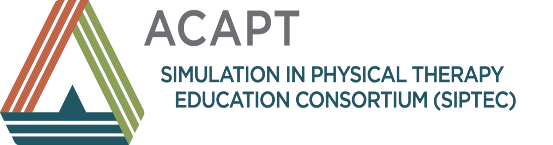 ACAPT
SIMULATION IN PHYSICAL THERAPY
EDUCATION CONSORTIUM (SIPTEC)